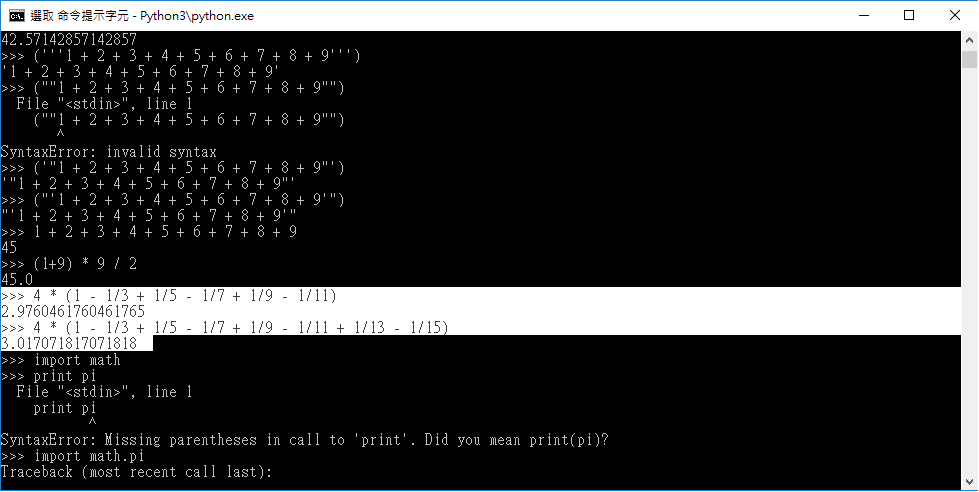 選取 命令提示字元 - Python3\python.exe
42.57142857142857
>>> ('''1 + 2 + 3 + 4 + 5 + 6 + 7 + 8 + 9''')
'1 + 2 + 3 + 4 + 5 + 6 + 7 + 8 + 9'
>>> (""1 + 2 + 3 + 4 + 5 + 6 + 7 + 8 + 9"")
  File "<stdin>", line 1
    (""1 + 2 + 3 + 4 + 5 + 6 + 7 + 8 + 9"")
       ^
SyntaxError: invalid syntax
>>> ('"1 + 2 + 3 + 4 + 5 + 6 + 7 + 8 + 9"')
'"1 + 2 + 3 + 4 + 5 + 6 + 7 + 8 + 9"'
>>> ("'1 + 2 + 3 + 4 + 5 + 6 + 7 + 8 + 9'")
"'1 + 2 + 3 + 4 + 5 + 6 + 7 + 8 + 9'"
>>> 1 + 2 + 3 + 4 + 5 + 6 + 7 + 8 + 9
45
>>> (1+9) * 9 / 2
45.0
>>> 4 * (1 - 1/3 + 1/5 - 1/7 + 1/9 - 1/11)
2.9760461760461765
>>> 4 * (1 - 1/3 + 1/5 - 1/7 + 1/9 - 1/11 + 1/13 - 1/15)
3.017071817071818
>>> import math
>>> print pi
  File "<stdin>", line 1
    print pi
           ^
SyntaxError: Missing parentheses in call to 'print'. Did you mean print(pi)?
>>> import math.pi
Traceback (most recent call last):